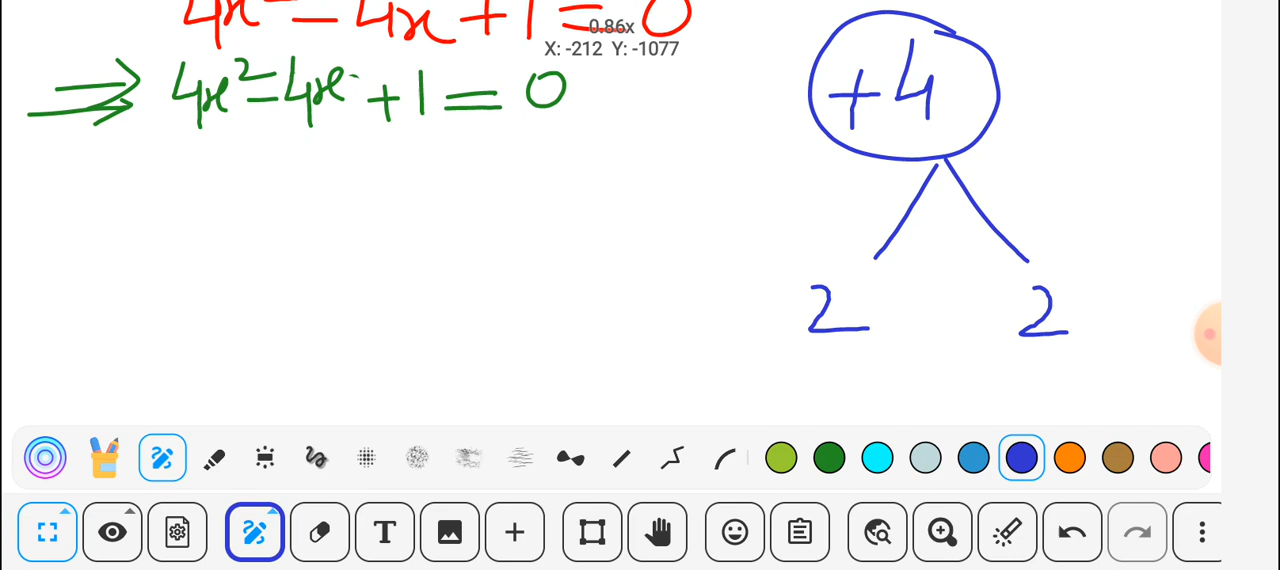 4x² - 4x + 1 = 0
0.86x
X: -212 Y: -1077
⇒ 4x² - 4x + 1 = 0
+4
2 2
T